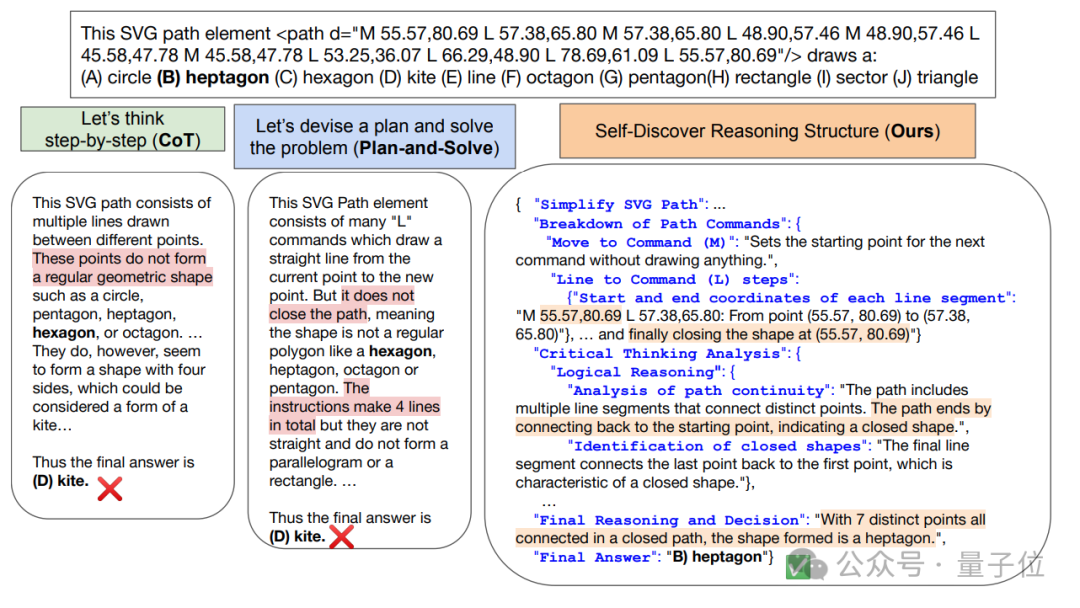 This SVG path element <path d="M 55.57,80.69 L 57.38,65.80 M 57.38,65.80 L 48.90,57.46 M 48.90,57.46 L
45.58,47.78 M 45.58,47.78 L 53.25,36.07 L 66.29,48.90 L 78.69,61.09 L 55.57,80.69"/> draws a:
(A) circle (B) heptagon (C) hexagon (D) kite (E) line (F) octagon (G) pentagon(H) rectangle (I) sector (J) triangle
Let's think
step-by-step (CoT)
This SVG path consists of
multiple lines drawn
between different points.
These points do not form
a regular geometric shape
such as a circle,
pentagon, heptagon,
hexagon, or octagon. …
They do, however, seem
to form a shape with four
sides, which could be
considered a form of a
kite…
Thus the final answer is
(D) kite.
Let's devise a plan and solve
the problem (Plan-and-Solve)
This SVG Path element
consists of many "L"
commands which draw a
straight line from the
current point to the new
point. But it does not
close the path, meaning
the shape is not a regular
polygon like a hexagon,
heptagon, octagon or
pentagon. The
instructions make 4 lines
in total but they are not
straight and do not form a
parallelogram or a
rectangle. …
Thus the final answer is
(D) kite.
Self-Discover Reasoning Structure (Ours)
{ "Simplify SVG Path": ...
"Breakdown of Path Commands": {
"Move to Command (M)": "Sets the starting point for the next
command without drawing anything.",
"Line to Command (L) steps":
{"Start and end coordinates of each line segment":
"M 55.57,80.69 L 57.38,65.80: From point (55.57, 80.69) to (57.38,
65.80)"}, … and finally closing the shape at (55.57, 80.69)"}
"Critical Thinking Analysis": {
"Logical Reasoning": {
"Analysis of path continuity": "The path includes
multiple line segments that connect distinct points. The path ends by
connecting back to the starting point, indicating a closed shape.",
"Identification of closed shapes": "The final line
segment connects the last point back to the first point, which is
characteristic of a closed shape."},
…
"Final Reasoning and Decision": "With 7 distinct points all
connected in a closed path, the shape formed is a heptagon.",
"Final Answer": "B) heptagon"}
公众号 · 量子位